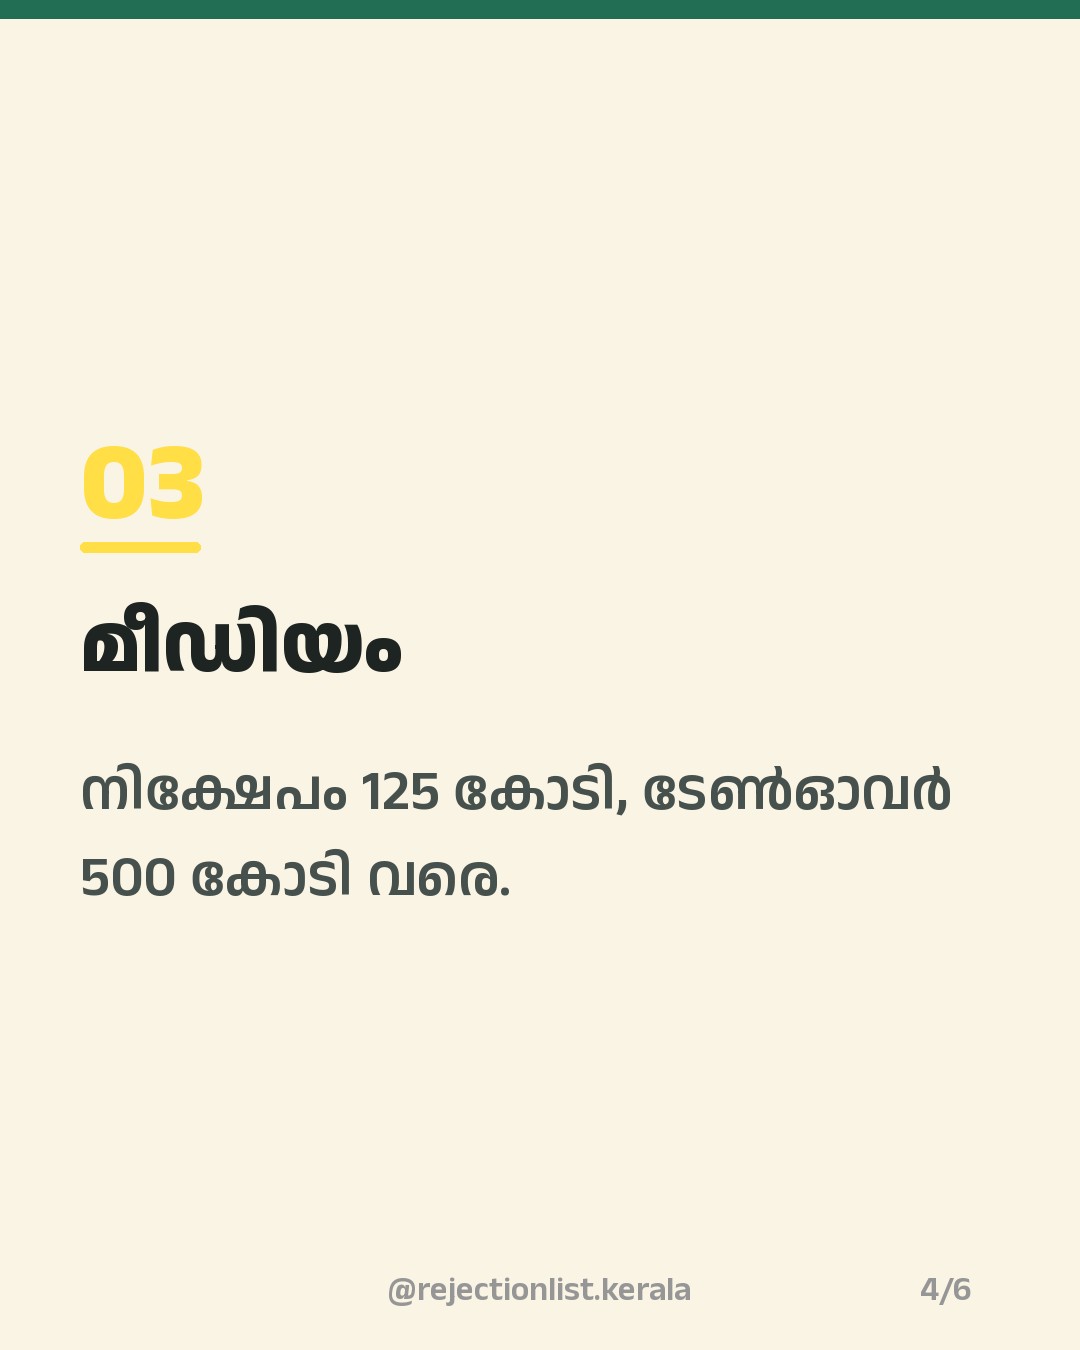 03
മീഡിയം
നിക്ഷേപം 125 കോടി, ടേൺഓവർ
500 കോടി വരെ.
@rejectionlist.kerala
4/6